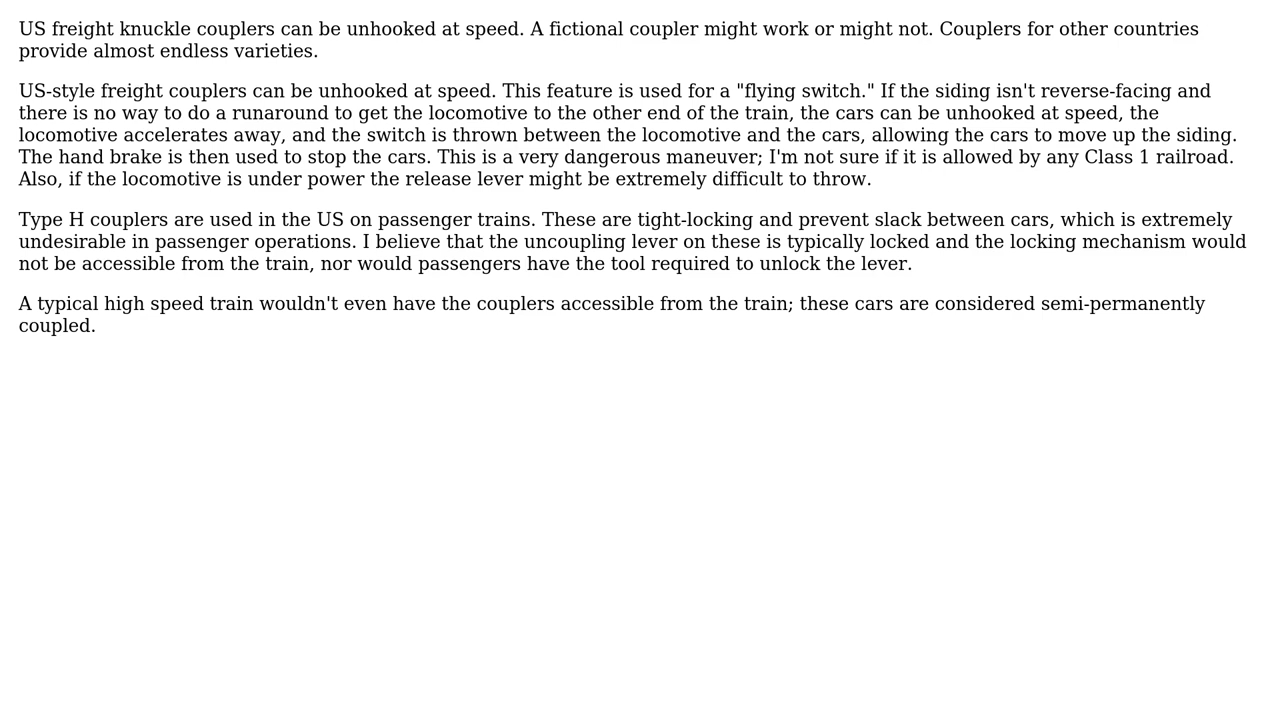 US freight knuckle couplers can be unhooked at speed. A fictional coupler might work or might not. Couplers for other countries
provide almost endless varieties.
US-style freight couplers can be unhooked at speed. This feature is used for a "flying switch." If the siding isn't reverse-facing and
there is no way to do a runaround to get the locomotive to the other end of the train, the cars can be unhooked at speed, the
locomotive accelerates away, and the switch is thrown between the locomotive and the cars, allowing the cars to move up the siding.
The hand brake is then used to stop the cars. This is a very dangerous maneuver; I'm not sure if it is allowed by any Class 1 railroad.
Also, if the locomotive is under power the release lever might be extremely difficult to throw.
Type H couplers are used in the US on passenger trains. These are tight-locking and prevent slack between cars, which is extremely
undesirable in passenger operations. I believe that the uncoupling lever on these is typically locked and the locking mechanism would
not be accessible from the train, nor would passengers have the tool required to unlock the lever.
A typical high speed train wouldn't even have the couplers accessible from the train; these cars are considered semi-permanently
coupled.